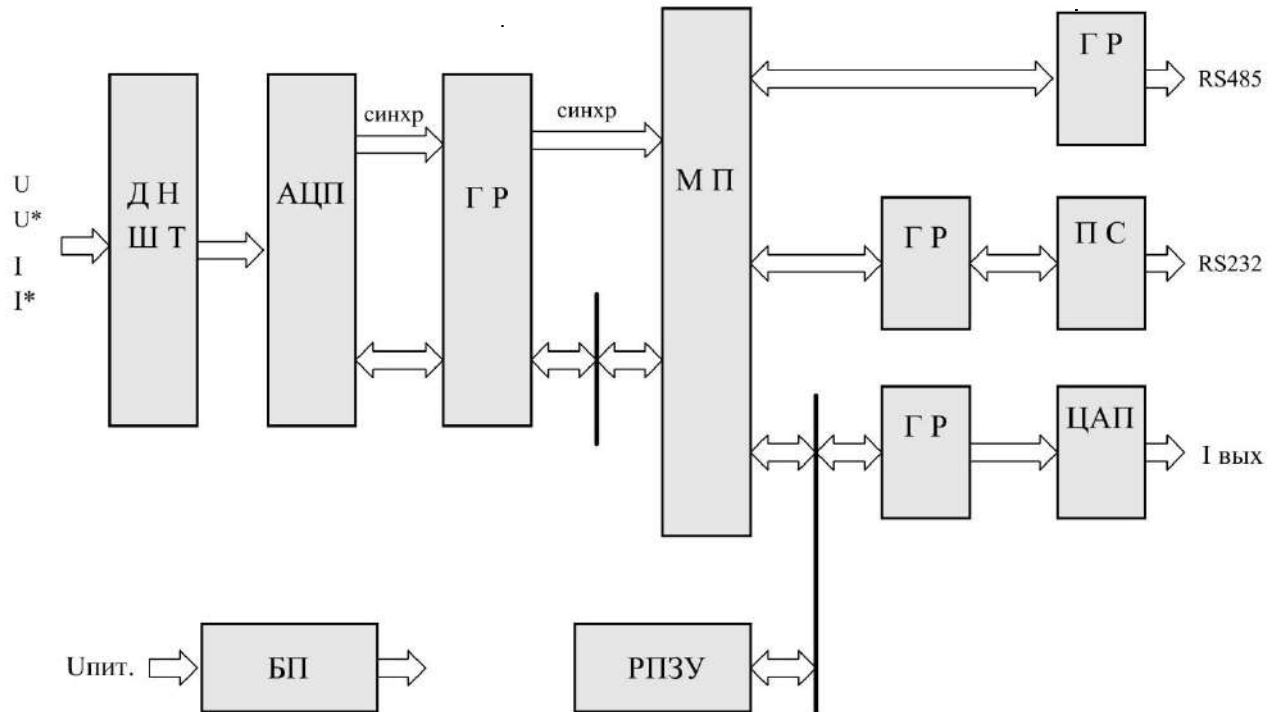 U
U*
I
I*
Д Н
Ш Т
АЦП
синхр
Г Р
синхр
М П
Г Р
RS485
Г Р
П С
RS232
Г Р
ЦАП
I вых
Uпит.
БП
РПЗУ